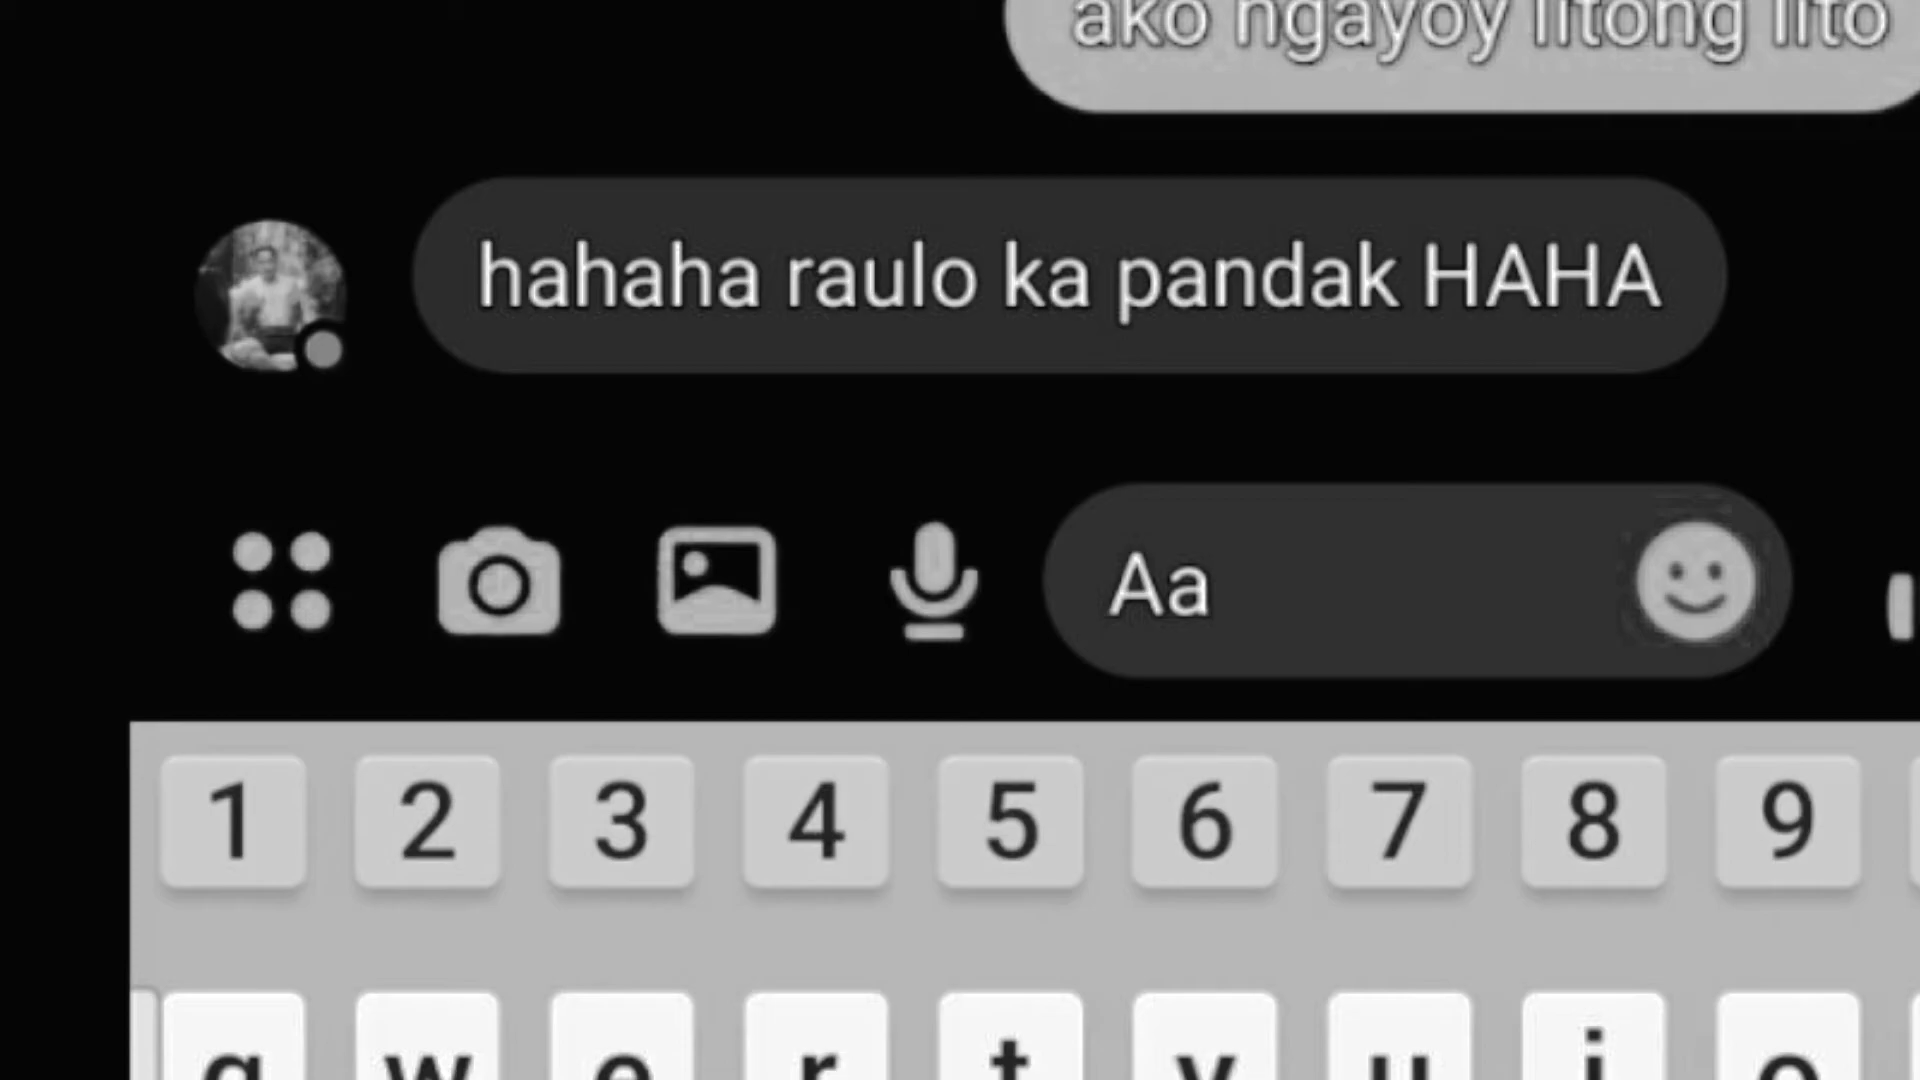 ako ngayoy litong lito
hahaha raulo ka pandak HAHA
Aa
1 2 3 4 5 6 7 8 9
q w e r t y u i o